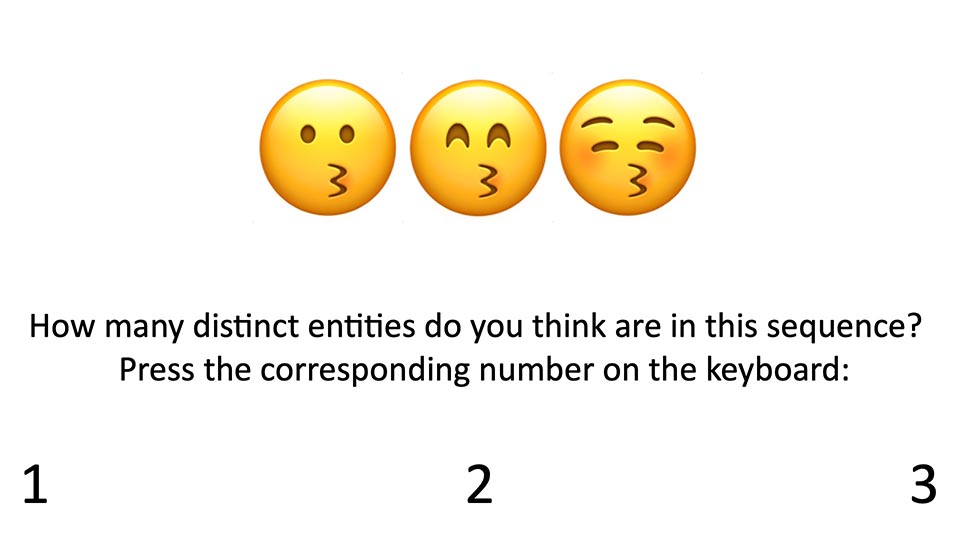 How many distinct entities do you think are in this sequence?
Press the corresponding number on the keyboard:
1 2 3